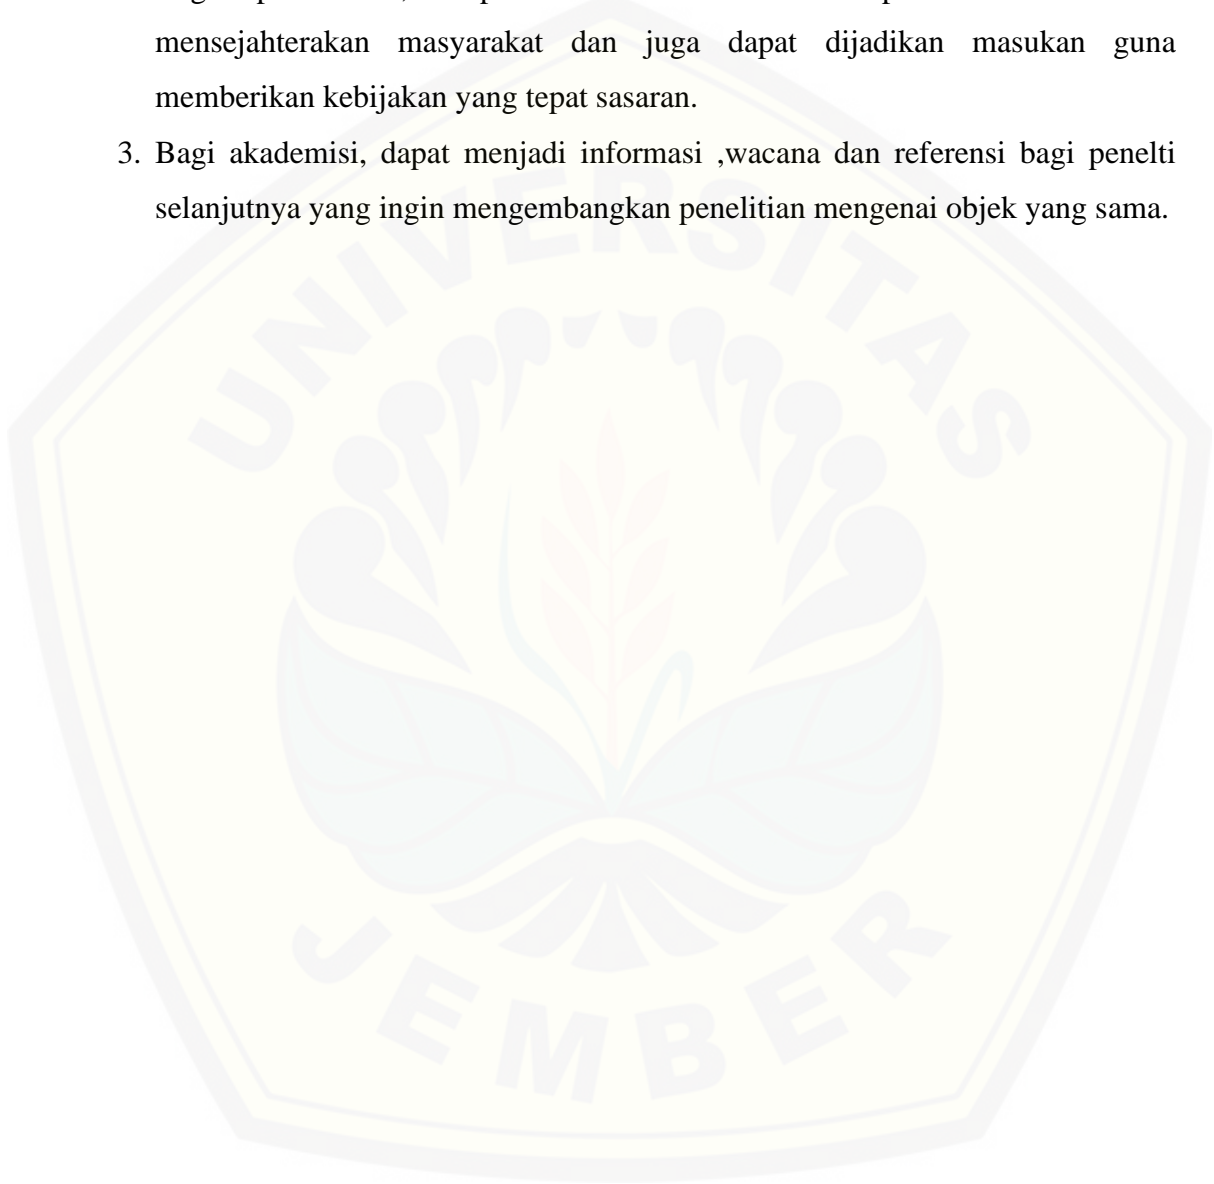 mensejahterakan masyarakat dan juga dapat dijadikan masukan guna
memberikan kebijakan yang tepat sasaran.
3. Bagi akademisi, dapat menjadi informasi ,wacana dan referensi bagi penelti
selanjutnya yang ingin mengembangkan penelitian mengenai objek yang sama.
UNIVERSITAS
JEMBER